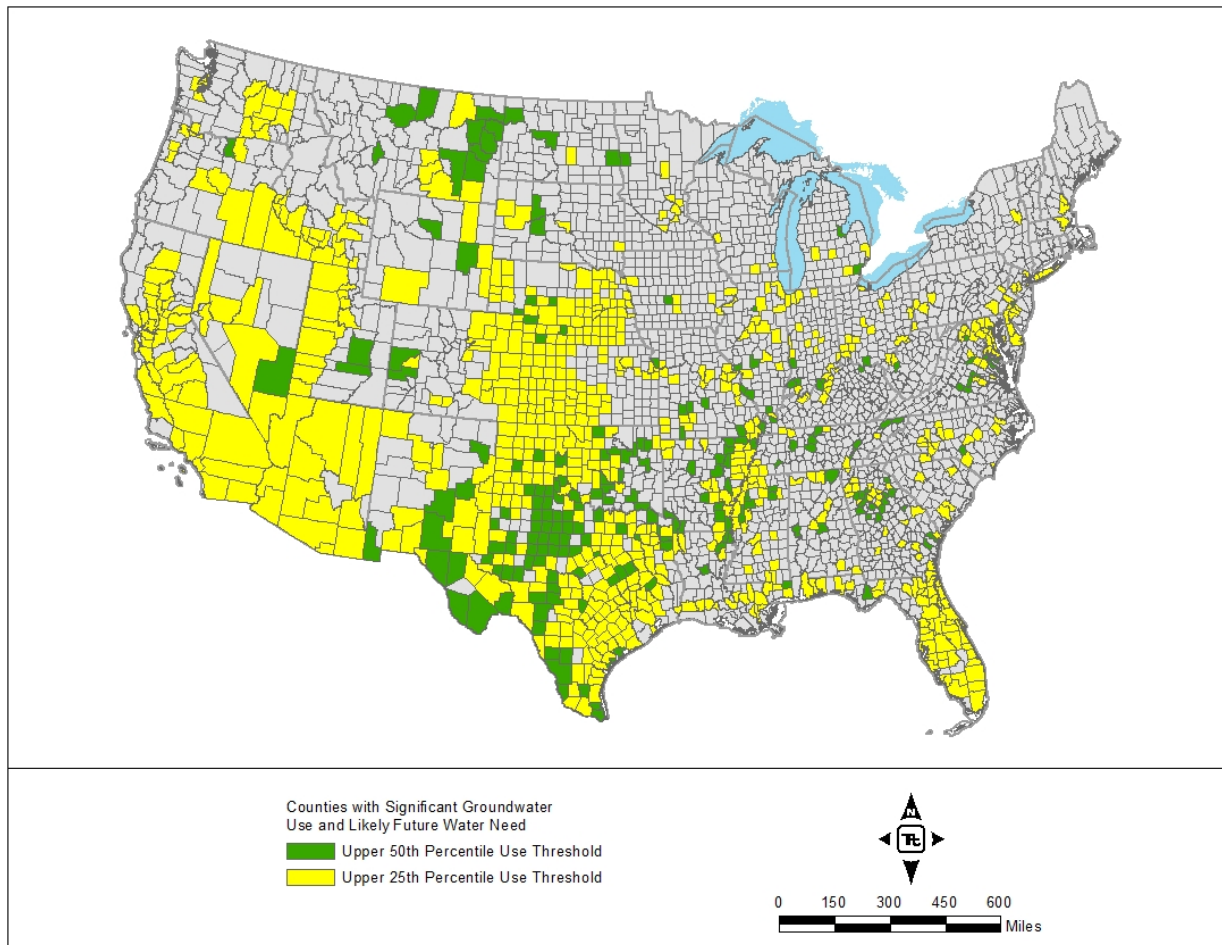 Counties with Significant Groundwater
Use and Likely Future Water Need
Upper 50th Percentile Use Threshold
Upper 25th Percentile Use Threshold
N
Tt
0 150 300 450 600
Miles